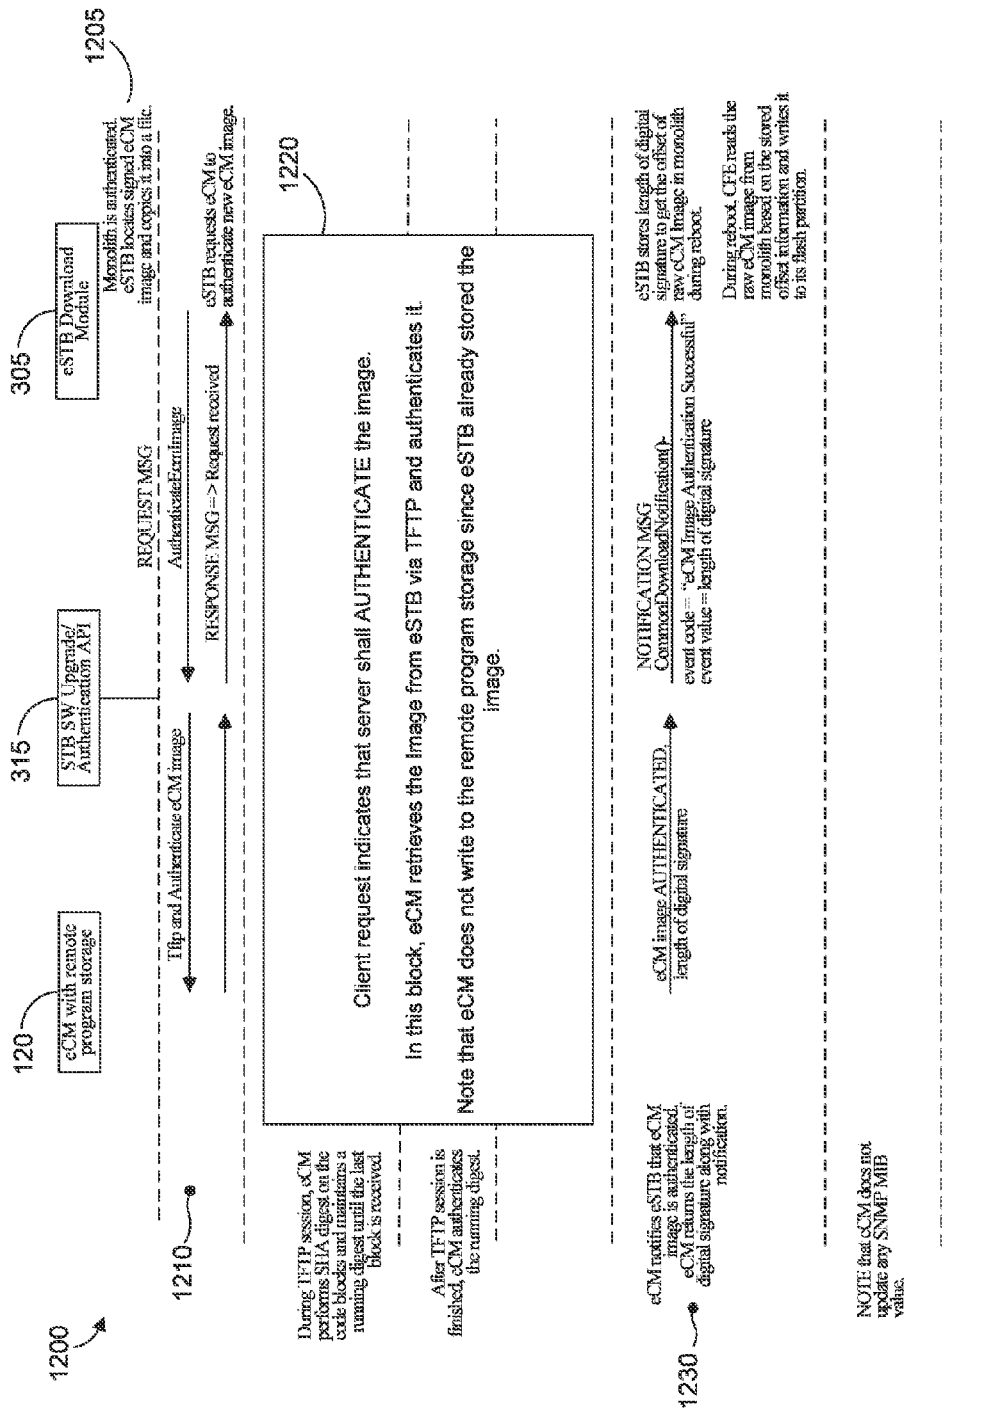 1200
120
eCM with remote
program storage
315
STB SW Upgrade/
Authentication API
305
eSTB Download
Module
1205
Monolith is authenticated.
eSTB locates signed eCM
image and copies it into a file.
REQUEST MSG
1210
Tftp and Authenticate eCM image
AuthenticateEcmImage
RESPONSE MSG => Request received
eSTB requests eCM to
authenticate new eCM image.
1220
Client request indicates that server shall AUTHENTICATE the image.
In this block, eCM retrieves the Image from eSTB via TFTP and authenticates it.
Note that eCM does not write to the remote program storage since eSTB already stored the
image.
During TFTP session, eCM
performs SHA digest on the
code blocks and maintains a
running digest until the last
block is received.
After TFTP session is
finished, eCM authenticates
the running digest.
1230
eCM notifies eSTB that eCM
image is authenticated.
eCM returns the length of
digital signature along with
notification.
eCM image AUTHENTICATED,
length of digital signature
NOTIFICATION MSG
CommonDownloadNotification()-
event code = "eCM Image Authentication Successful"
event value = length of digital signature
eSTB stores length of digital
signature to get the offset of
raw eCM Image in monolith
during reboot.
During reboot, CFE reads the
raw eCM image from
monolith based on the stored
offset information and writes it
to its flash partition
NOTE that eCM does not
update any SNMP MIB
value.